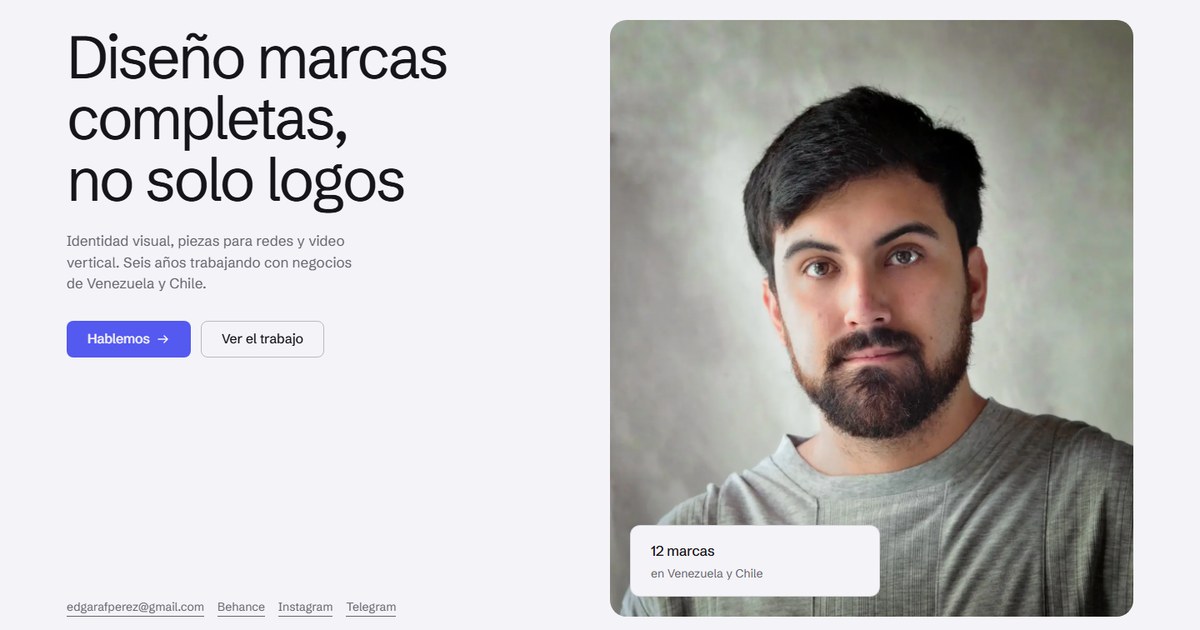 Diseño marcas
completas,
no solo logos
Identidad visual, piezas para redes y video
vertical. Seis años trabajando con negocios
de Venezuela y Chile.
Hablemos →
Ver el trabajo
12 marcas
en Venezuela y Chile
edgarafperez@gmail.com
Behance
Instagram
Telegram